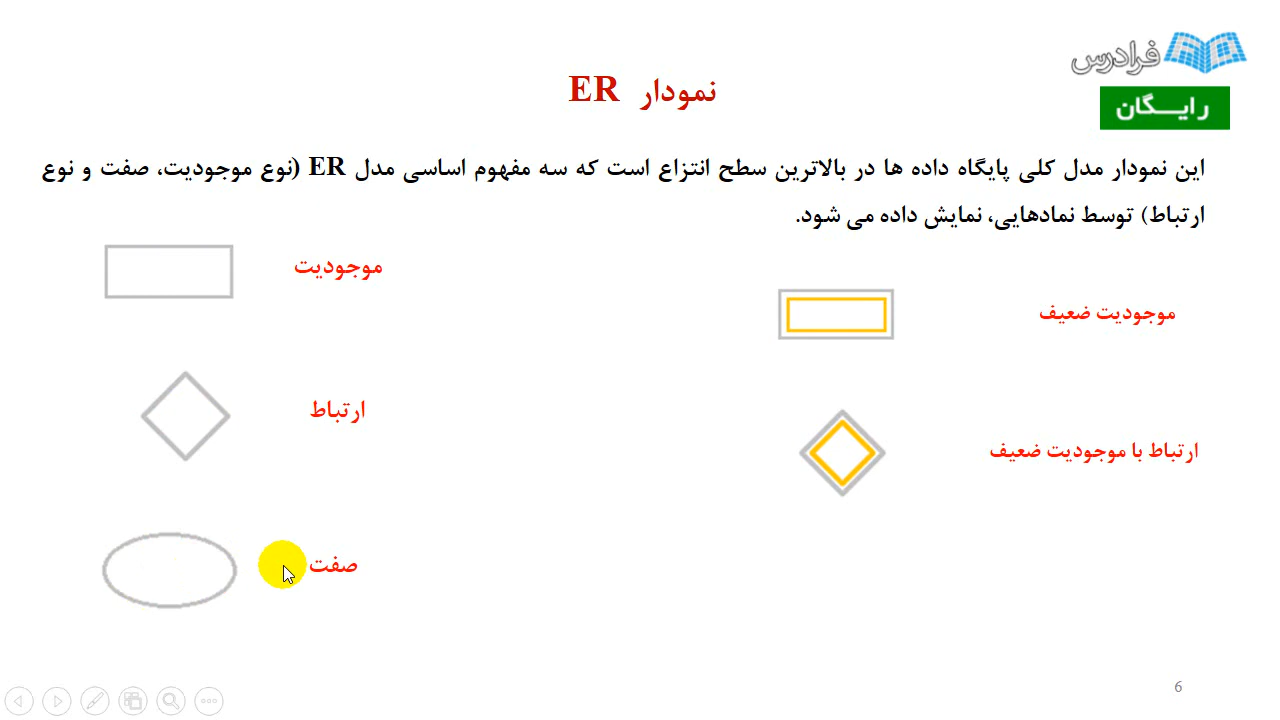 فرادرس
رایگان
نمودار ER
این نمودار مدل کلی پایگاه داده ها در بالاترین سطح انتزاع است که سه مفهوم اساسی مدل ER (نوع موجودیت، صفت و نوع
ارتباط) توسط نمادهایی، نمایش داده می شود.
موجودیت
موجودیت ضعیف
ارتباط
ارتباط با موجودیت ضعیف
صفت
6